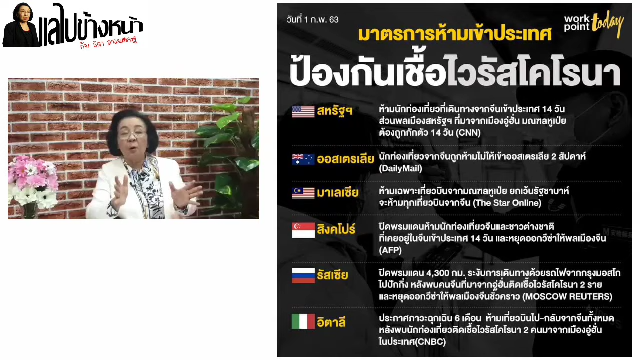 แลไปข้างหน้า
วันที่ 1 ก.พ. 63
work
point
today
มาตรการห้ามเข้าประเทศ
ป้องกันเชื้อไวรัสโคโรนา
สหรัฐฯ
ห้ามนักท่องเที่ยวที่เดินทางจากจีนเข้าประเทศ 14 วัน
ส่วนพลเมืองสหรัฐฯ ที่มาจากเมืองอู่ฮั่น มณฑลหูเป่ย
ต้องถูกกักตัว 14 วัน (CNN)
ออสเตรเลีย
นักท่องเที่ยวจากจีนถูกห้ามไม่ให้เข้าออสเตรเลีย 2 สัปดาห์
(DailyMail)
มาเลเซีย
ห้ามเฉพาะเที่ยวบินจากมณฑลหูเป่ย ยกเว้นรัฐซาบาห์
จะห้ามทุกเที่ยวบินจากจีน (The Star Online)
สิงคโปร์
ปิดพรมแดนห้ามนักท่องเที่ยวจีนและชาวต่างชาติ
ที่เคยอยู่ในจีนเข้าประเทศ 14 วัน และหยุดออกวีซ่าให้พลเมืองจีน
(AFP)
รัสเซีย
ปิดพรมแดน 4,300 กม. ระงับการเดินทางด้วยรถไฟจากกรุงมอสโก
ไปปักกิ่ง หลังพบคนจีนที่มาจากอู่ฮั่นติดเชื้อไวรัสโคโรนา 2 ราย
และหยุดออกวีซ่าให้พลเมืองจีนชั่วคราว (MOSCOW REUTERS)
อิตาลี
ประกาศภาวะฉุกเฉิน 6 เดือน ห้ามเที่ยวบินไป-กลับจากจีนทั้งหมด
หลังพบนักท่องเที่ยวติดเชื้อไวรัสโคโรนา 2 คนมาจากเมืองอู่ฮั่น
ในประเทศ(CNBC)